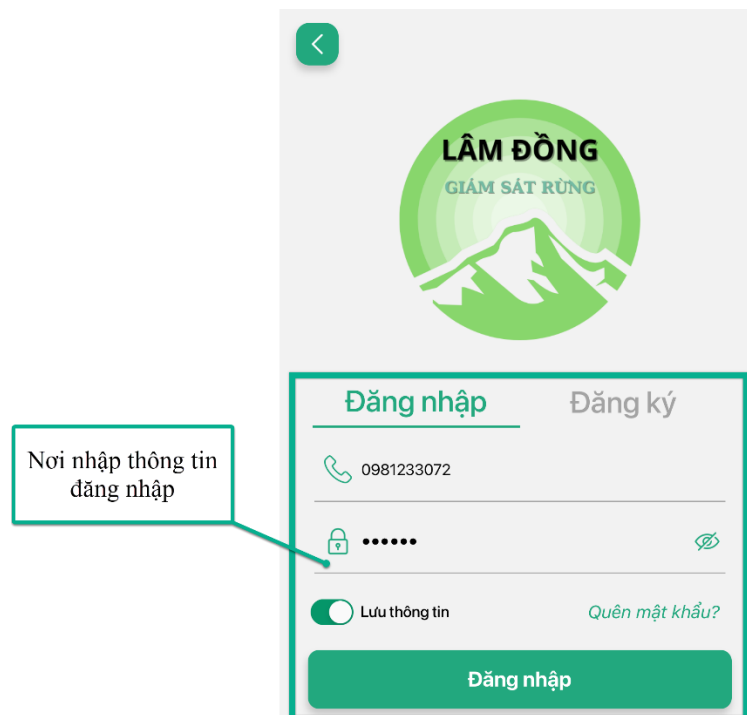 LÂM ĐỒNG
GIÁM SÁT RỪNG
Đăng nhập
Đăng ký
Nơi nhập thông tin
đăng nhập
0981233072
••••••
Lưu thông tin
Quên mật khẩu?
Đăng nhập